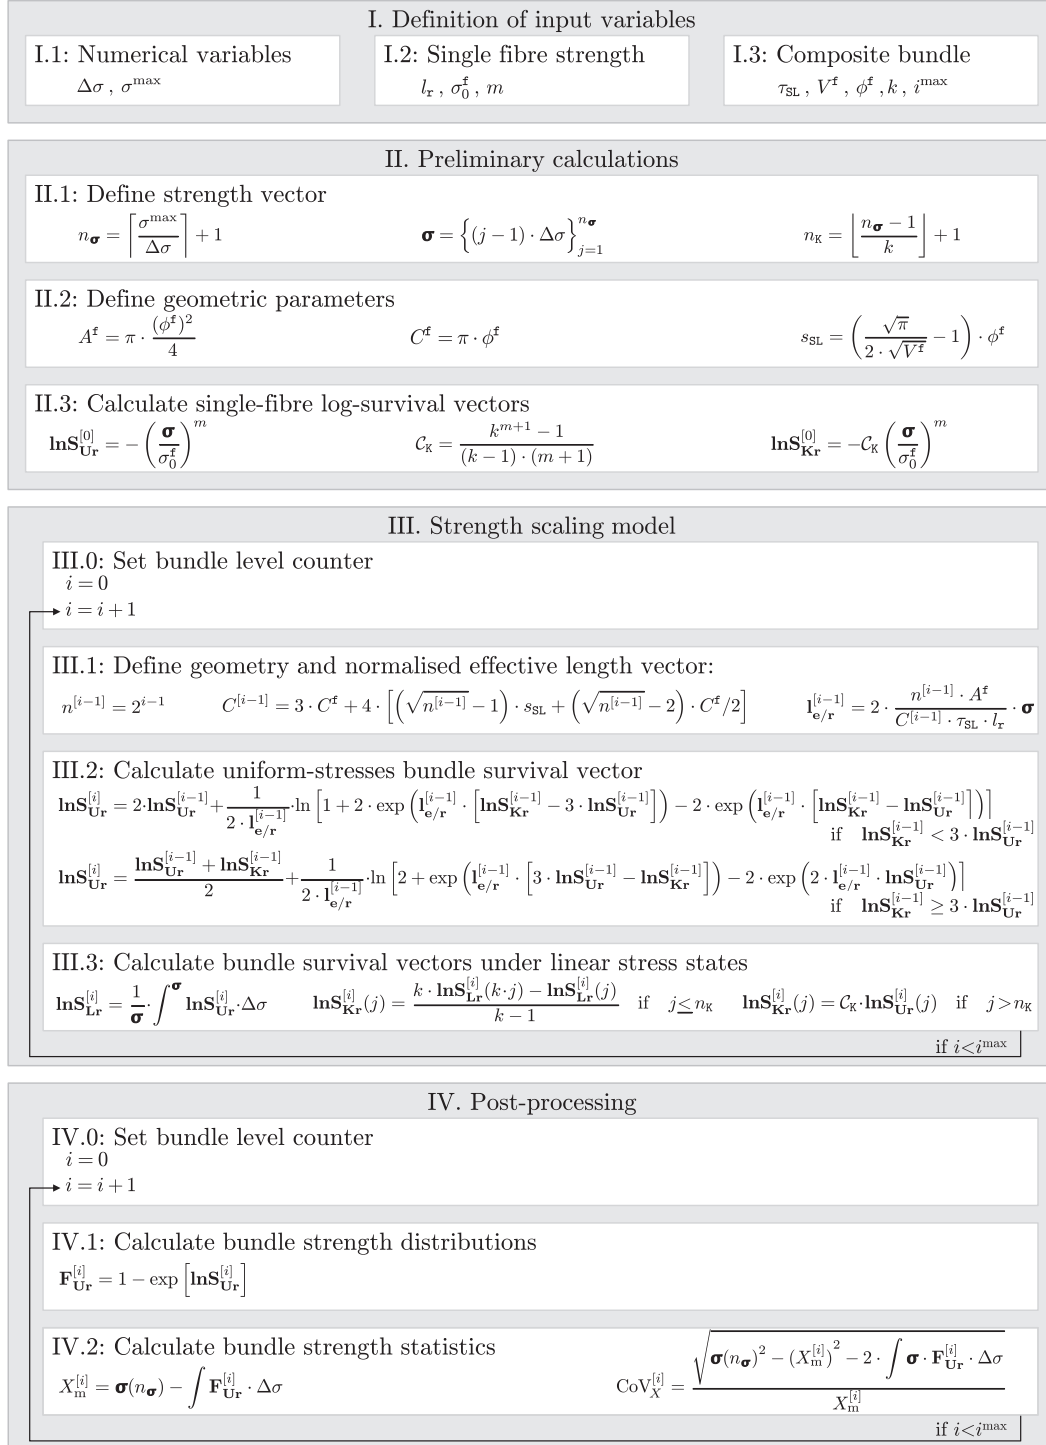 I. Definition of input variables
I.1: Numerical variables
Δσ , σ^max
I.2: Single fibre strength
l_r , σ_0^f , m
I.3: Composite bundle
τ_SL , V^f , ϕ^f , k , i^max
II. Preliminary calculations
II.1: Define strength vector
n_σ = ⌈σ^max / Δσ⌉ + 1
σ = {(j − 1) · Δσ}_{j=1}^{n_σ}
n_K = ⌊(n_σ − 1) / k⌋ + 1
II.2: Define geometric parameters
A^f = π · (ϕ^f)^2 / 4
C^f = π · ϕ^f
s_SL = (√π / (2 · √V^f) − 1) · ϕ^f
II.3: Calculate single-fibre log-survival vectors
lnS_Ur^[0] = − (σ / σ_0^f)^m
C_K = (k^{m+1} − 1) / ((k − 1) · (m + 1))
lnS_Kr^[0] = −C_K (σ / σ_0^f)^m
III. Strength scaling model
III.0: Set bundle level counter
i = 0
i = i + 1
III.1: Define geometry and normalised effective length vector:
n^[i−1] = 2^{i−1}
C^[i−1] = 3 · C^f + 4 · [(√n^[i−1] − 1) · s_SL + (√n^[i−1] − 2) · C^f/2]
l_e/r^[i−1] = 2 · (n^[i−1] · A^f) / (C^[i−1] · τ_SL · l_r) · σ
III.2: Calculate uniform-stresses bundle survival vector
lnS_Ur^[i] = 2·lnS_Ur^[i−1] + 1 / (2 · l_e/r^[i−1]) · ln [1 + 2 · exp (l_e/r^[i−1] · [lnS_Kr^[i−1] − 3 · lnS_Ur^[i−1]]) − 2 · exp (l_e/r^[i−1] · [lnS_Kr^[i−1] − lnS_Ur^[i−1]])]
if lnS_Kr^[i−1] < 3 · lnS_Ur^[i−1]
lnS_Ur^[i] = (lnS_Ur^[i−1] + lnS_Kr^[i−1]) / 2 + 1 / (2 · l_e/r^[i−1]) · ln [2 + exp (l_e/r^[i−1] · [3 · lnS_Ur^[i−1] − lnS_Kr^[i−1]]) − 2 · exp (2 · l_e/r^[i−1] · lnS_Ur^[i−1])]
if lnS_Kr^[i−1] ≥ 3 · lnS_Ur^[i−1]
III.3: Calculate bundle survival vectors under linear stress states
lnS_Lr^[i] = 1/σ · ∫^σ lnS_Ur^[i] · Δσ
lnS_Kr^[i](j) = (k · lnS_Lr^[i](k·j) − lnS_Lr^[i](j)) / (k − 1) if j ≤ n_K
lnS_Kr^[i](j) = C_K · lnS_Ur^[i](j) if j > n_K
if i<i^max
IV. Post-processing
IV.0: Set bundle level counter
i = 0
i = i + 1
IV.1: Calculate bundle strength distributions
F_Ur^[i] = 1 − exp [lnS_Ur^[i]]
IV.2: Calculate bundle strength statistics
X_m^[i] = σ(n_σ) − ∫ F_Ur^[i] · Δσ
CoV_X^[i] = √(σ(n_σ)^2 − (X_m^[i])^2 − 2 · ∫ σ · F_Ur^[i] · Δσ) / X_m^[i]
if i<i^max